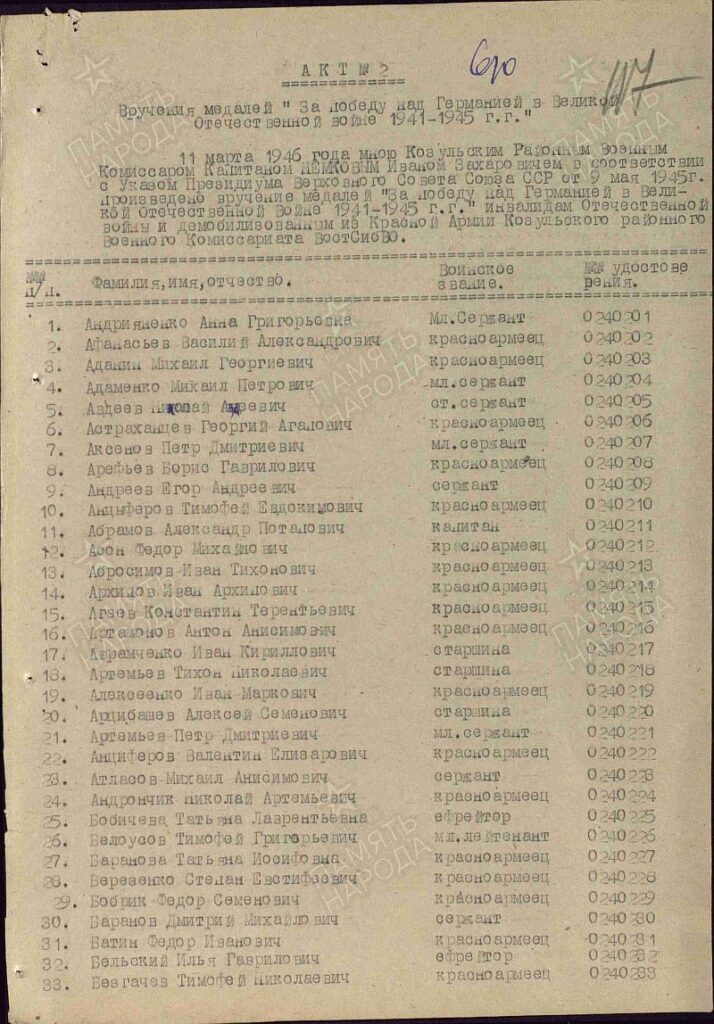 АКТ № 2
Вручения медалей " За победу над Германией в Великой
Отечественной войне 1941-1945 г.г."
11 марта 1946 года мною Козульским Районным Военным
Комиссаром Капитаном НЕМКОВЫМ Иваном Захаровичем в соответствии
с Указом Президиума Верховного Совета Союза ССР от 9 мая 1945г.
произведено вручение медалей "За победу над Германией в Вели-
кой Отечественной Войне 1941-1945 г.г." инвалидам Отечественной
войны и демобилизованным из Красной Армии Козульского районного
Военного Комиссариата ВостСибВО.
№№ п/п. Фамилия,имя,отчество. Воинское звание. №№ удостове рения.
1. Андрияненко Анна Григорьевна Мл.Сержант 0240201
2. Афанасьев Василий Александрович красноармеец 0240202
3. Аданин Михаил Георгиевич красноармеец 0240203
4. Адаменко Михаил Петрович мл.сержант 0240204
5. Авдеев Николай ст.сержант 0240205
6. Астраханцев Георгий Агапович красноармеец 0240206
7. Аксенов Петр Дмитриевич мл.сержант 0240207
8. Арефьев Борис Гаврилович красноармеец 0240208
9. Андреев Егор Андреевич сержант 0240209
10. Анцыферов Тимофей Евдокимович красноармеец 0240210
11. Абрамов Александр Потапович капитан 0240211
12. Асон Федор Михайлович красноармеец 0240212
13. Абросимов Иван Тихонович красноармеец 0240213
14. Архипов Иван Архипович красноармеец 0240214
15. Агеев Константин Терентьевич красноармеец 0240215
16. Артамонов Антон Анисимович красноармеец 0240216
17. Авраменко Иван Кириллович старшина 0240217
18. Артемьев Тихон Николаевич старшина 0240218
19. Алексеенко Иван Маркович красноармеец 0240219
20. Арцибашев Алексей Семенович старшина 0240220
21. Артемьев Петр Дмитриевич мл.сержант 0240221
22. Анциферов Валентин Елизарович красноармеец 0240222
23. Атласов Михаил Анисимович сержант 0240223
24. Андрончик Николай Артемьевич красноармеец 0240224
25. Бобичева Татьяна Лаврентьевна ефрейтор 0240225
26. Белоусов Тимофей Григорьевич мл.лейтенант 0240226
27. Баранова Татьяна Иосифовна красноармеец 0240227
28. Березенко Степан Евстифеевич красноармеец 0240228
29. Бобрик Федор Семенович красноармеец 0240229
30. Баранов Дмитрий Михайлович сержант 0240230
31. Батин Федор Иванович красноармеец 0240231
32. Бельский Илья Гаврилович ефрейтор 0240232
33. Безгачев Тимофей Николаевич красноармеец 0240233